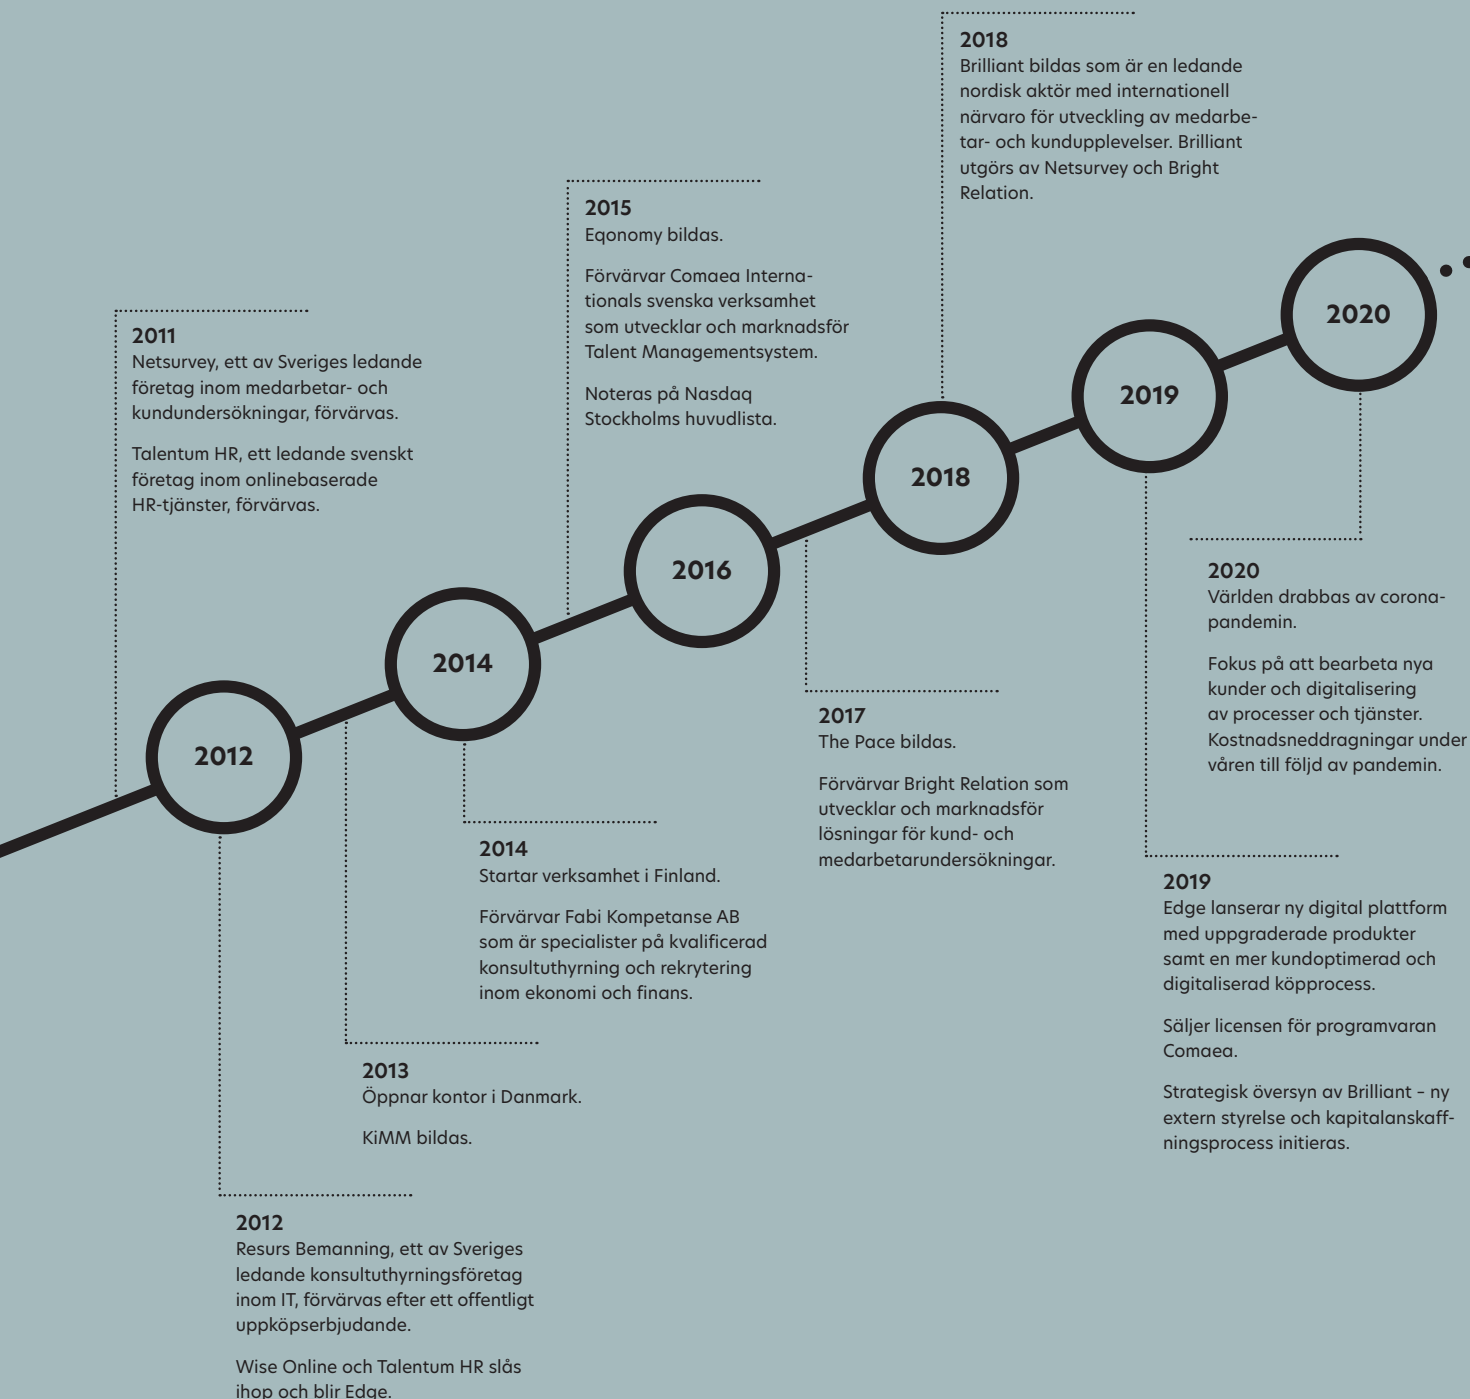 2011
Netsurvey, ett av Sveriges ledande
företag inom medarbetar- och
kundundersökningar, förvärvas.
Talentum HR, ett ledande svenskt
företag inom onlinebaserade
HR-tjänster, förvärvas.
2015
Eqonomy bildas.
Förvärvar Comaea Interna-
tionals svenska verksamhet
som utvecklar och marknadsför
Talent Managementsystem.
Noteras på Nasdaq
Stockholms huvudlista.
2018
Brilliant bildas som är en ledande
nordisk aktör med internationell
närvaro för utveckling av medarbe-
tar- och kundupplevelser. Brilliant
utgörs av Netsurvey och Bright
Relation.
2012
2014
2016
2018
2019
2020
2012
Resurs Bemanning, ett av Sveriges
ledande konsultuthyrningsföretag
inom IT, förvärvas efter ett offentligt
uppköpserbjudande.
Wise Online och Talentum HR slås
ihop och blir Edge.
2013
Öppnar kontor i Danmark.
KiMM bildas.
2014
Startar verksamhet i Finland.
Förvärvar Fabi Kompetanse AB
som är specialister på kvalificerad
konsultuthyrning och rekrytering
inom ekonomi och finans.
2017
The Pace bildas.
Förvärvar Bright Relation som
utvecklar och marknadsför
lösningar för kund- och
medarbetarundersökningar.
2019
Edge lanserar ny digital plattform
med uppgraderade produkter
samt en mer kundoptimerad och
digitaliserad köpprocess.
Säljer licensen för programvaran
Comaea.
Strategisk översyn av Brilliant – ny
extern styrelse och kapitalanskaff-
ningsprocess initieras.
2020
Världen drabbas av corona-
pandemin.
Fokus på att bearbeta nya
kunder och digitalisering
av processer och tjänster.
Kostnadsneddragningar under
våren till följd av pandemin.